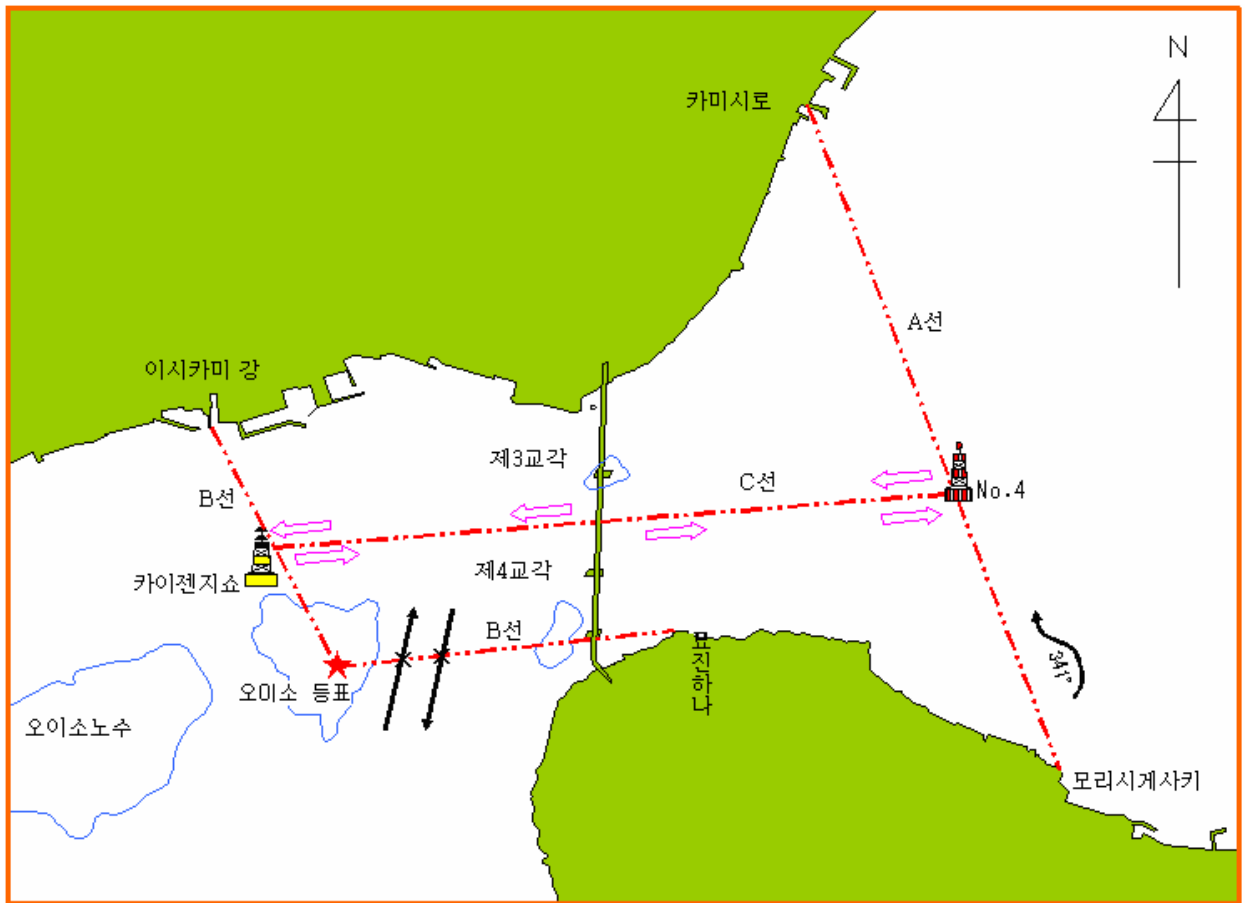 N
카미시로
A선
이시카미 강
제3교각
C선
No.4
B선
제4교각
카이젠지쇼
B선
묘진하나
341°
오미소 등표
오이소노수
모리시게사키